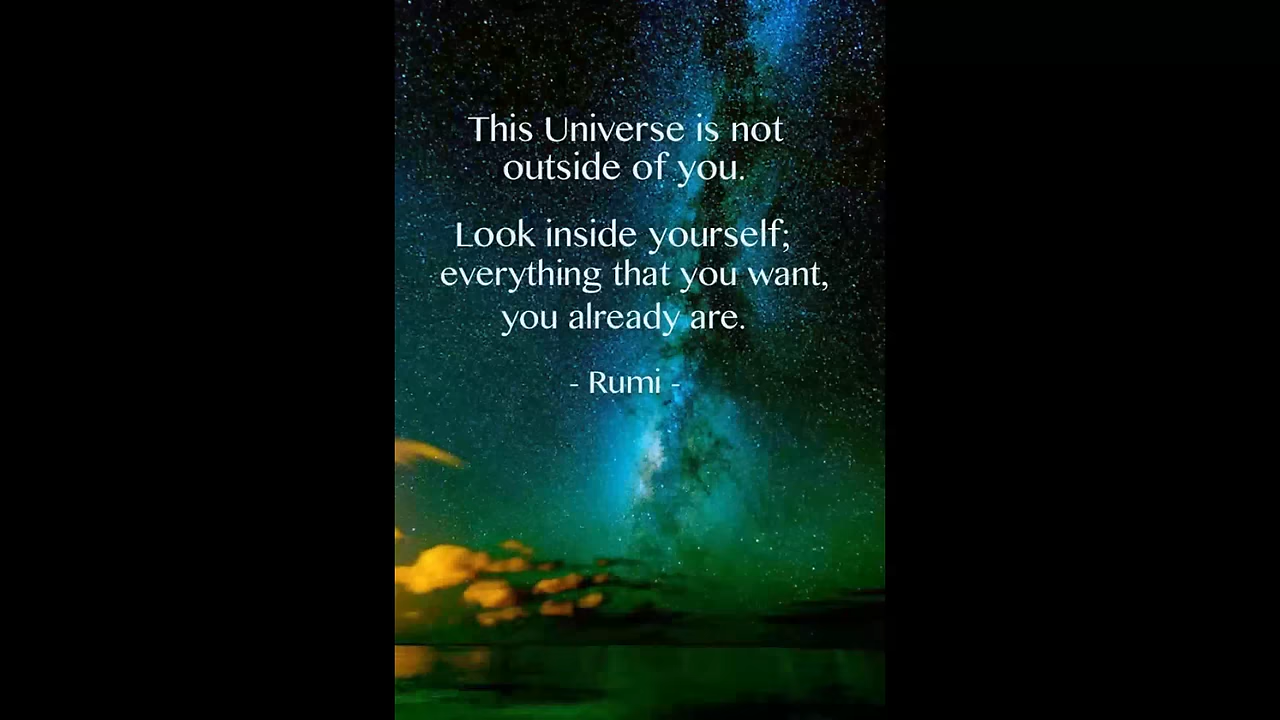 This Universe is not
outside of you.
Look inside yourself;
everything that you want,
you already are.
- Rumi -